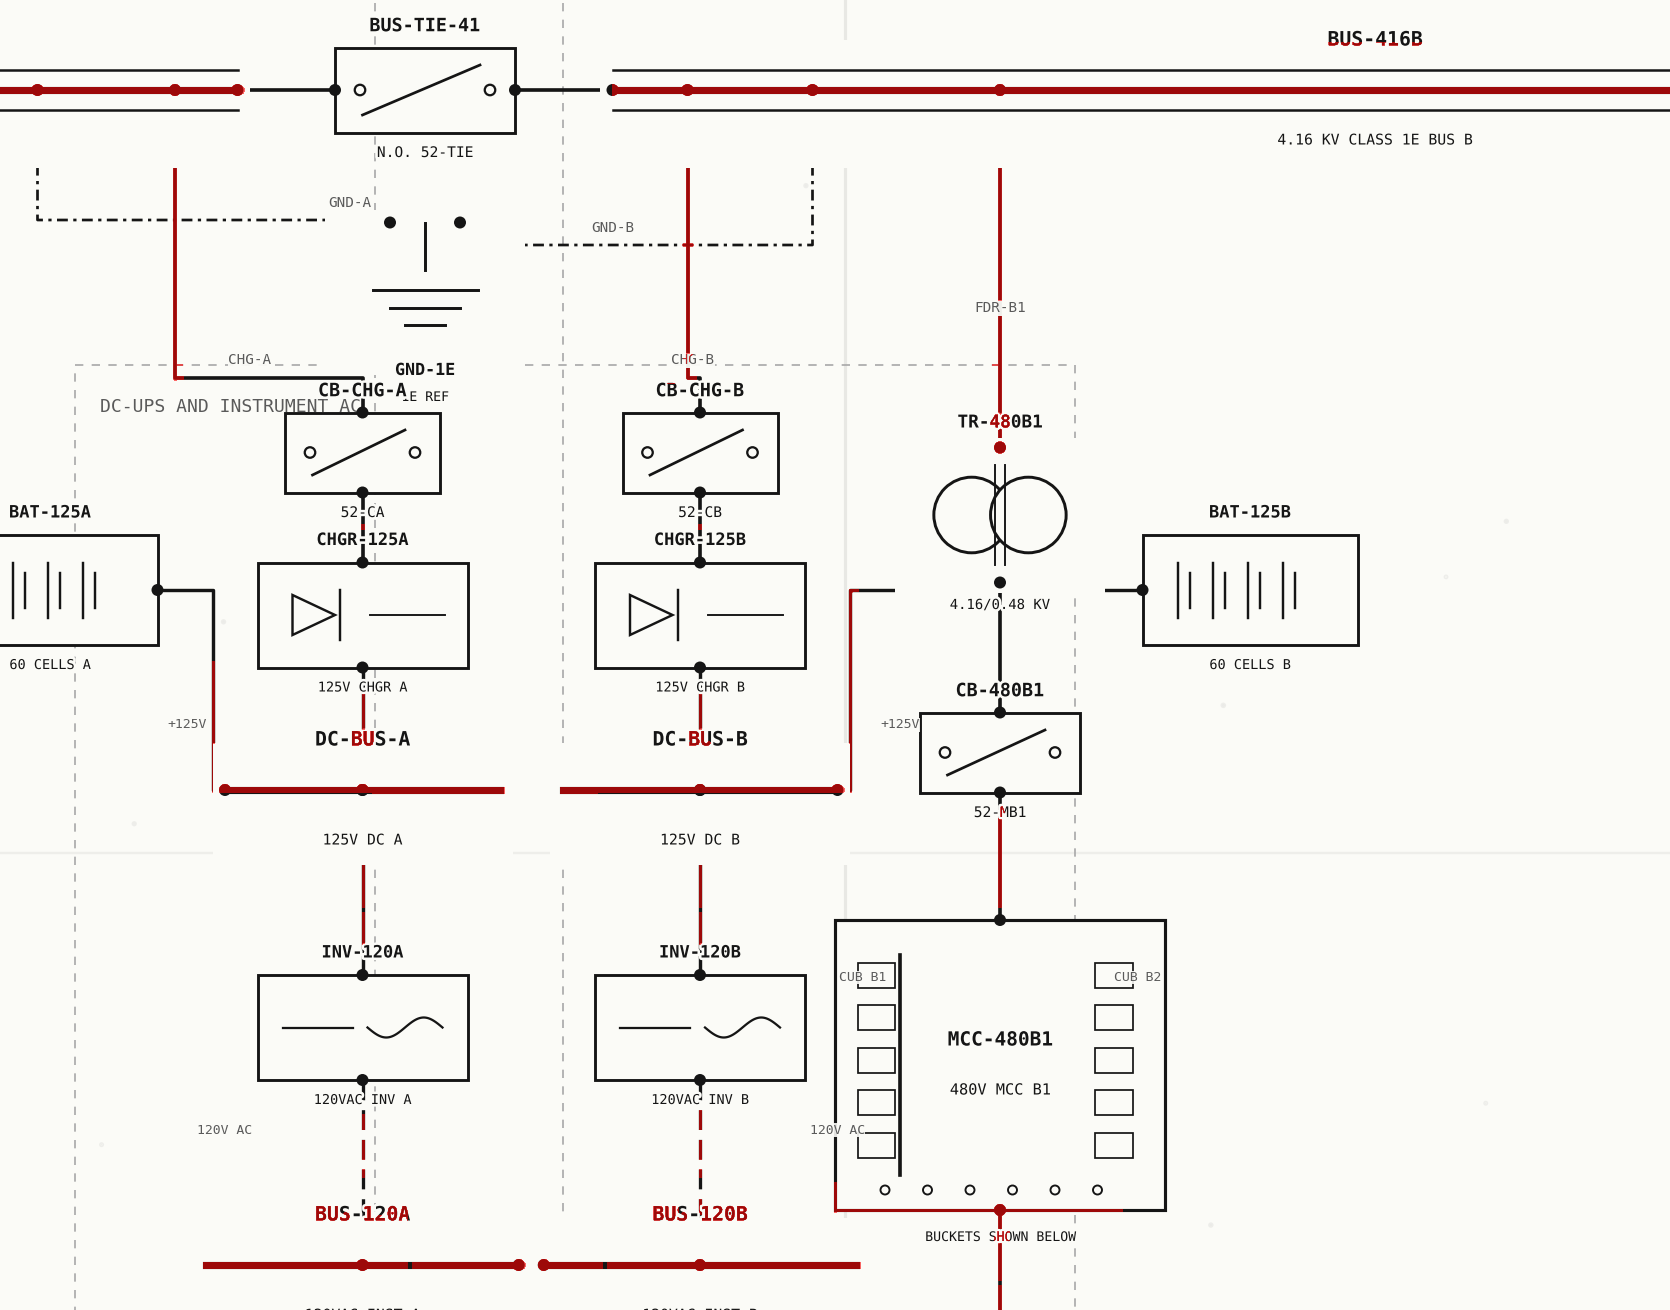 BUS-TIE-41
BUS-416B
4.16 KV CLASS 1E BUS B
N.O. 52-TIE
GND-A
GND-B
FDR-B1
CHG-A
CHG-B
GND-1E
1E REF
CB-CHG-A
CB-CHG-B
DC-UPS AND INSTRUMENT AC
TR-480B1
52-CA
52-CB
BAT-125A
BAT-125B
CHGR-125A
CHGR-125B
4.16/0.48 KV
60 CELLS A
60 CELLS B
125V CHGR A
125V CHGR B
CB-480B1
+125V
+125V
DC-BUS-A
DC-BUS-B
52-MB1
125V DC A
125V DC B
INV-120A
INV-120B
CUB B1
CUB B2
MCC-480B1
480V MCC B1
120VAC INV A
120VAC INV B
120V AC
120V AC
BUS-120A
BUS-120B
BUCKETS SHOWN BELOW